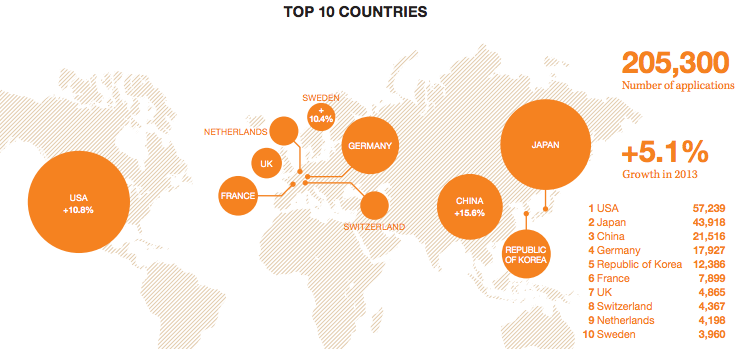 TOP 10 COUNTRIES
205,300
Number of applications
+5.1%
Growth in 2013
SWEDEN
+
10.4%
NETHERLANDS
GERMANY
UK
FRANCE
SWITZERLAND
USA
+10.8%
JAPAN
CHINA
+15.6%
REPUBLIC
OF KOREA
1 USA 57,239
2 Japan 43,918
3 China 21,516
4 Germany 17,927
5 Republic of Korea 12,386
6 France 7,899
7 UK 4,865
8 Switzerland 4,367
9 Netherlands 4,198
10 Sweden 3,960